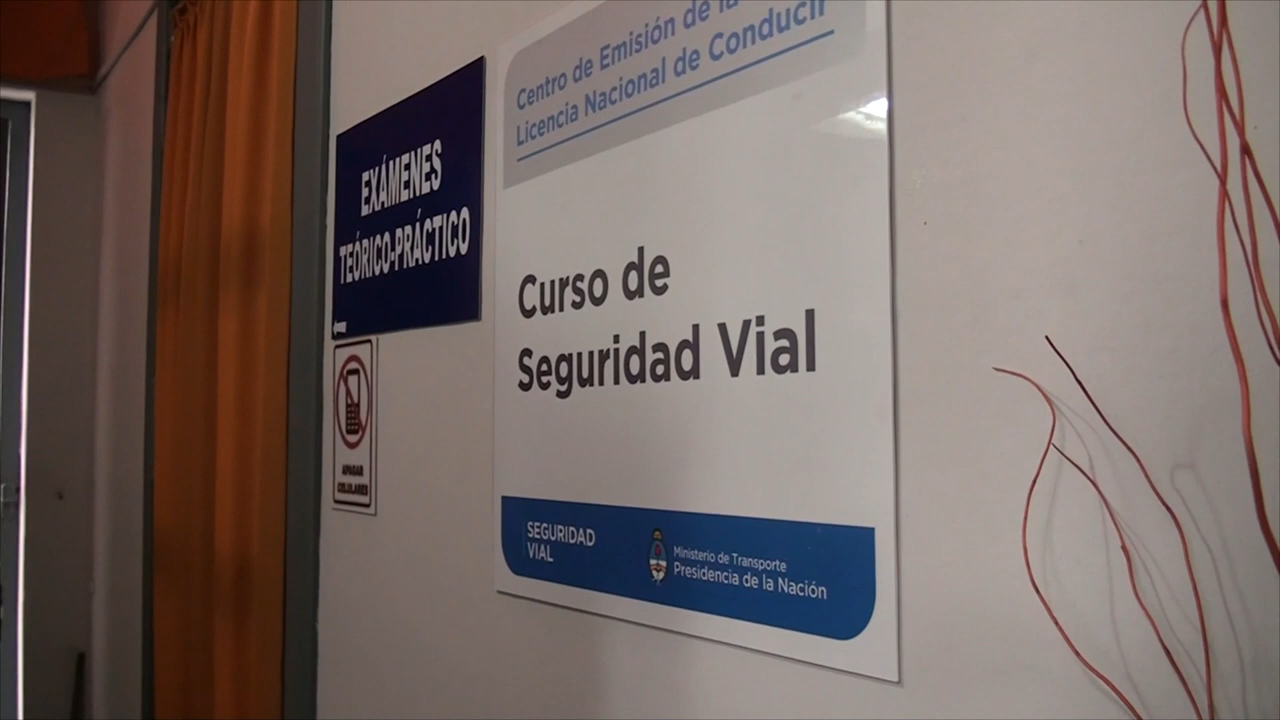 EXÁMENES
TEÓRICO-PRÁCTICO
APAGAR
CELULARES
Centro de Emisión de la
Licencia Nacional de Conducir
Curso de
Seguridad Vial
SEGURIDAD
VIAL
Ministerio de Transporte
Presidencia de la Nación